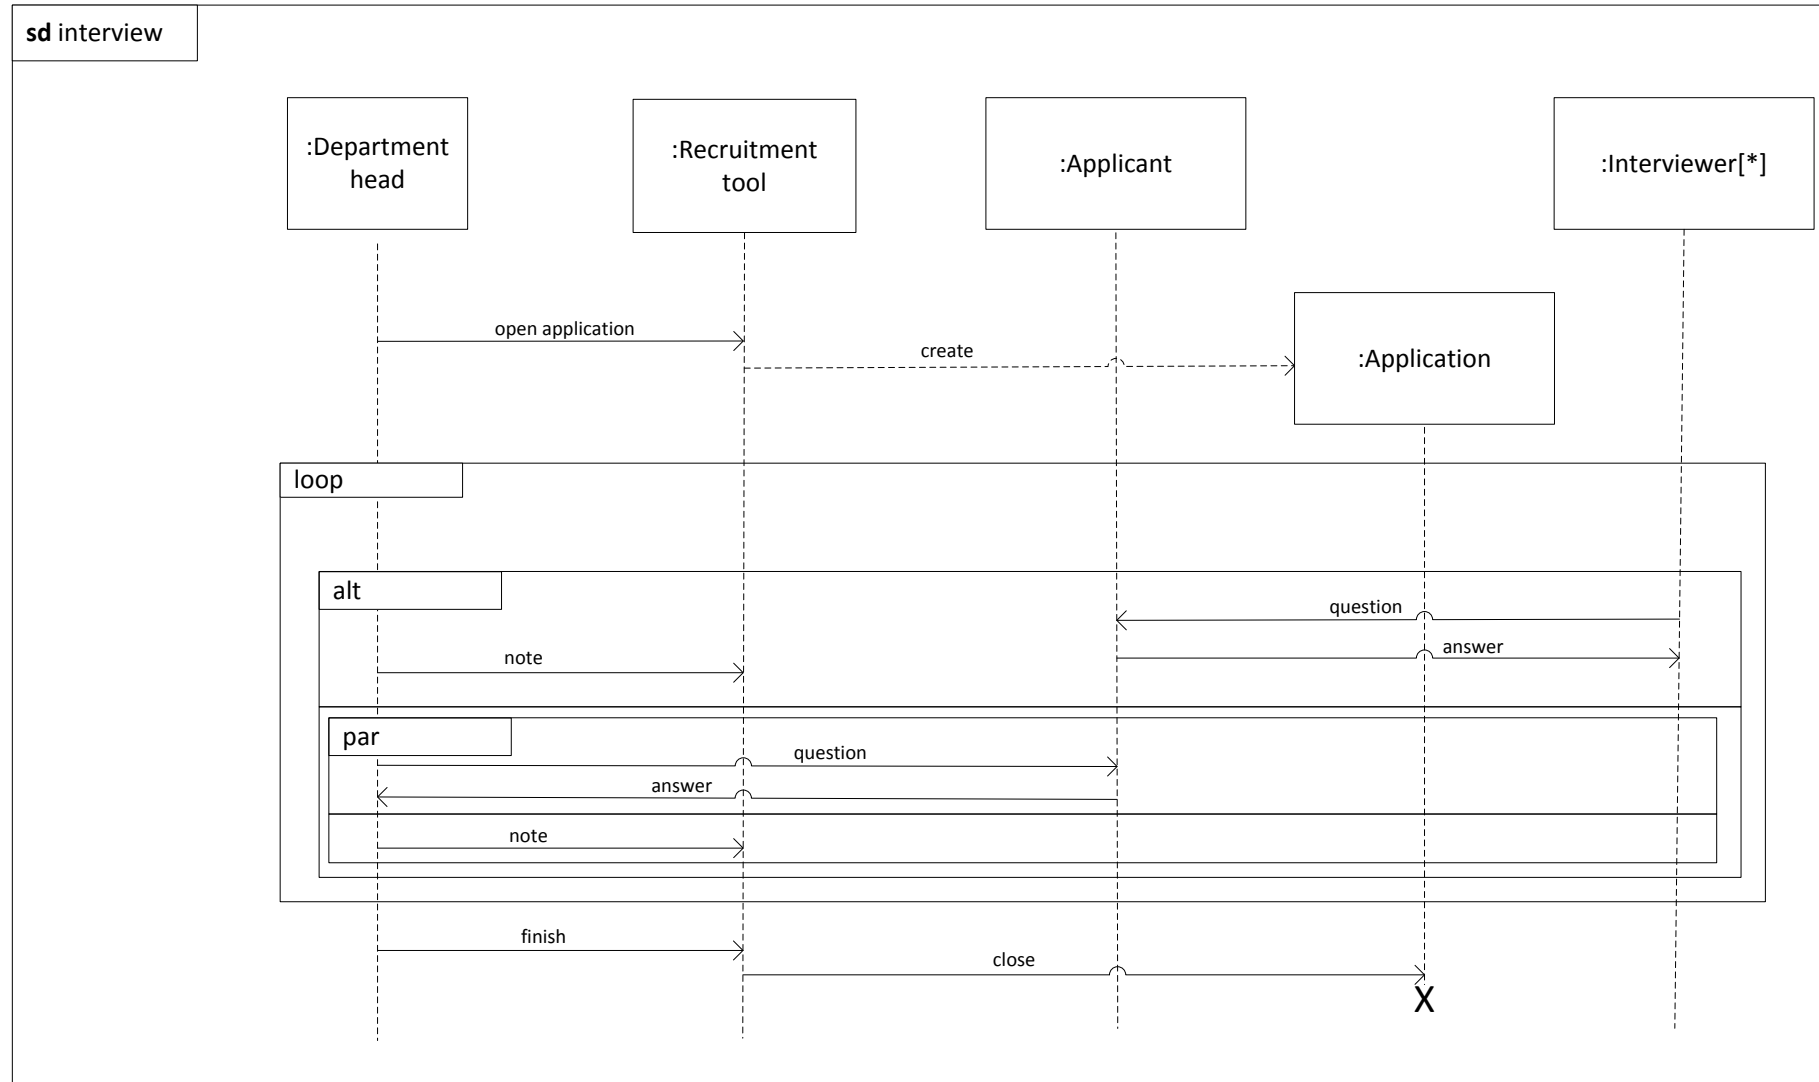 sd interview
:Department
head
:Recruitment
tool
:Applicant
:Interviewer[*]
open application
create
:Application
loop
alt
question
answer
note
par
question
answer
note
finish
close
X